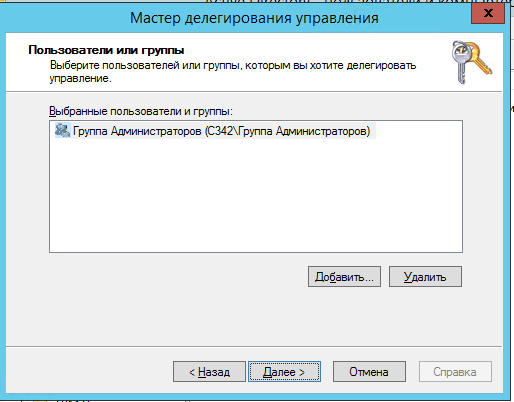 Мастер делегирования управления
x
Пользователи или группы
Выберите пользователей или группы, которым вы хотите делегировать
управление.
Выбранные пользователи и группы:
Группа Администраторов (C342\Группа Администраторов)
Добавить...
Удалить
< Назад
Далее >
Отмена
Справка